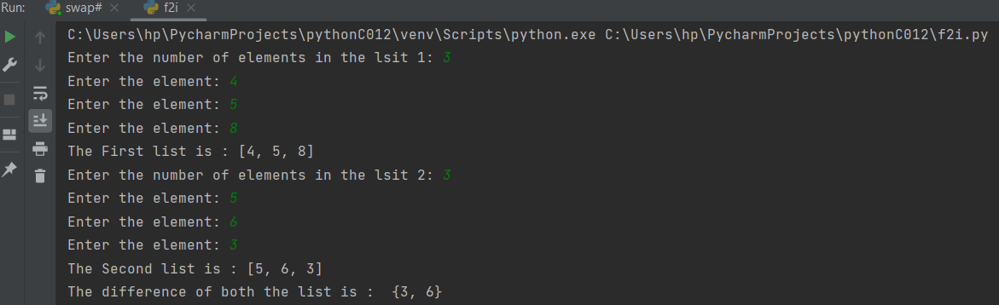 Run: swap# × f2i ×
C:\Users\hp\PycharmProjects\pythonC012\venv\Scripts\python.exe C:\Users\hp\PycharmProjects\pythonC012\f2i.py
Enter the number of elements in the lsit 1: 3
Enter the element: 4
Enter the element: 5
Enter the element: 8
The First list is : [4, 5, 8]
Enter the number of elements in the lsit 2: 3
Enter the element: 5
Enter the element: 6
Enter the element: 3
The Second list is : [5, 6, 3]
The difference of both the list is :  {3, 6}